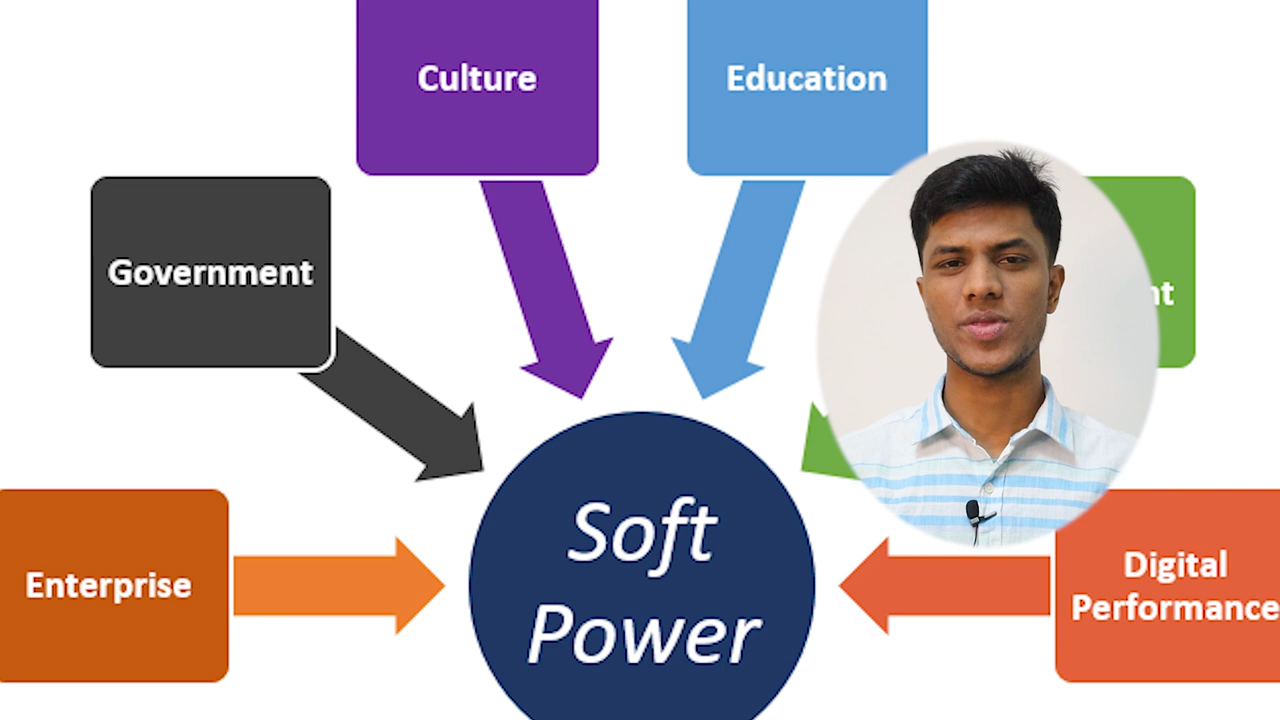 Culture
Education
Government
Soft
Power
Enterprise
Digital
Performance